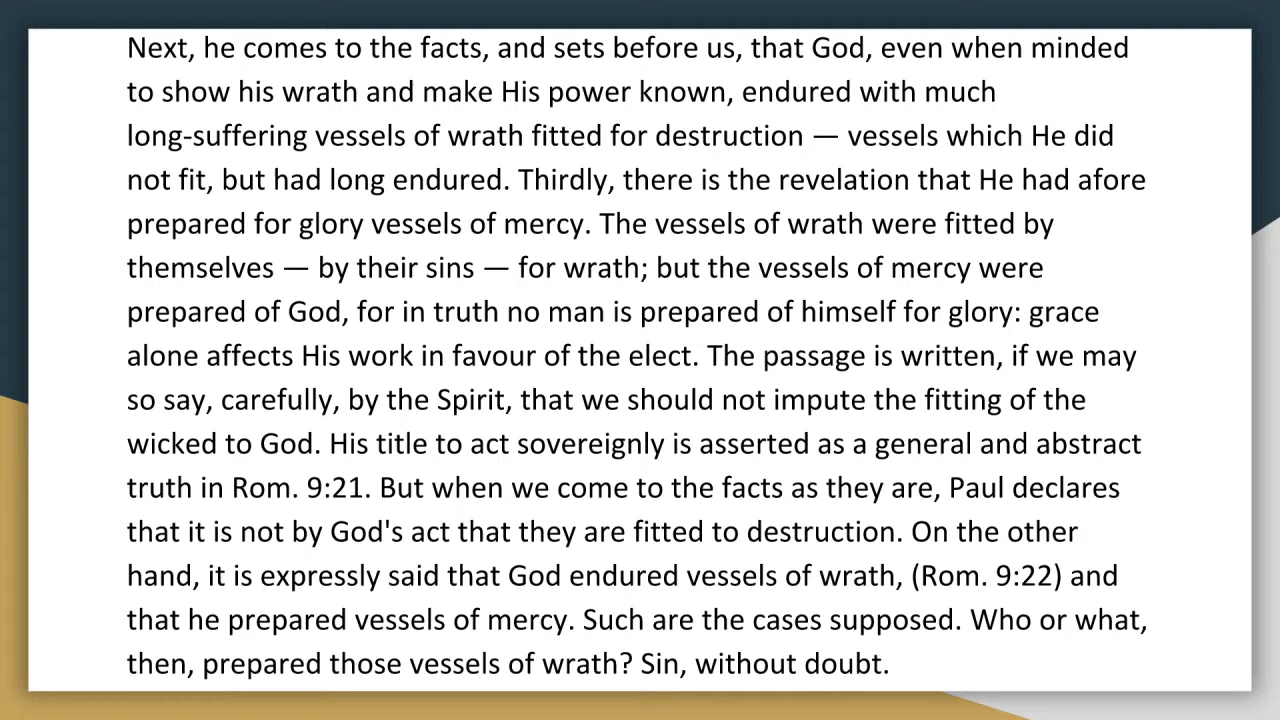 Next, he comes to the facts, and sets before us, that God, even when minded
to show his wrath and make His power known, endured with much
long-suffering vessels of wrath fitted for destruction — vessels which He did
not fit, but had long endured. Thirdly, there is the revelation that He had afore
prepared for glory vessels of mercy. The vessels of wrath were fitted by
themselves — by their sins — for wrath; but the vessels of mercy were
prepared of God, for in truth no man is prepared of himself for glory: grace
alone affects His work in favour of the elect. The passage is written, if we may
so say, carefully, by the Spirit, that we should not impute the fitting of the
wicked to God. His title to act sovereignly is asserted as a general and abstract
truth in Rom. 9:21. But when we come to the facts as they are, Paul declares
that it is not by God's act that they are fitted to destruction. On the other
hand, it is expressly said that God endured vessels of wrath, (Rom. 9:22) and
that he prepared vessels of mercy. Such are the cases supposed. Who or what,
then, prepared those vessels of wrath? Sin, without doubt.